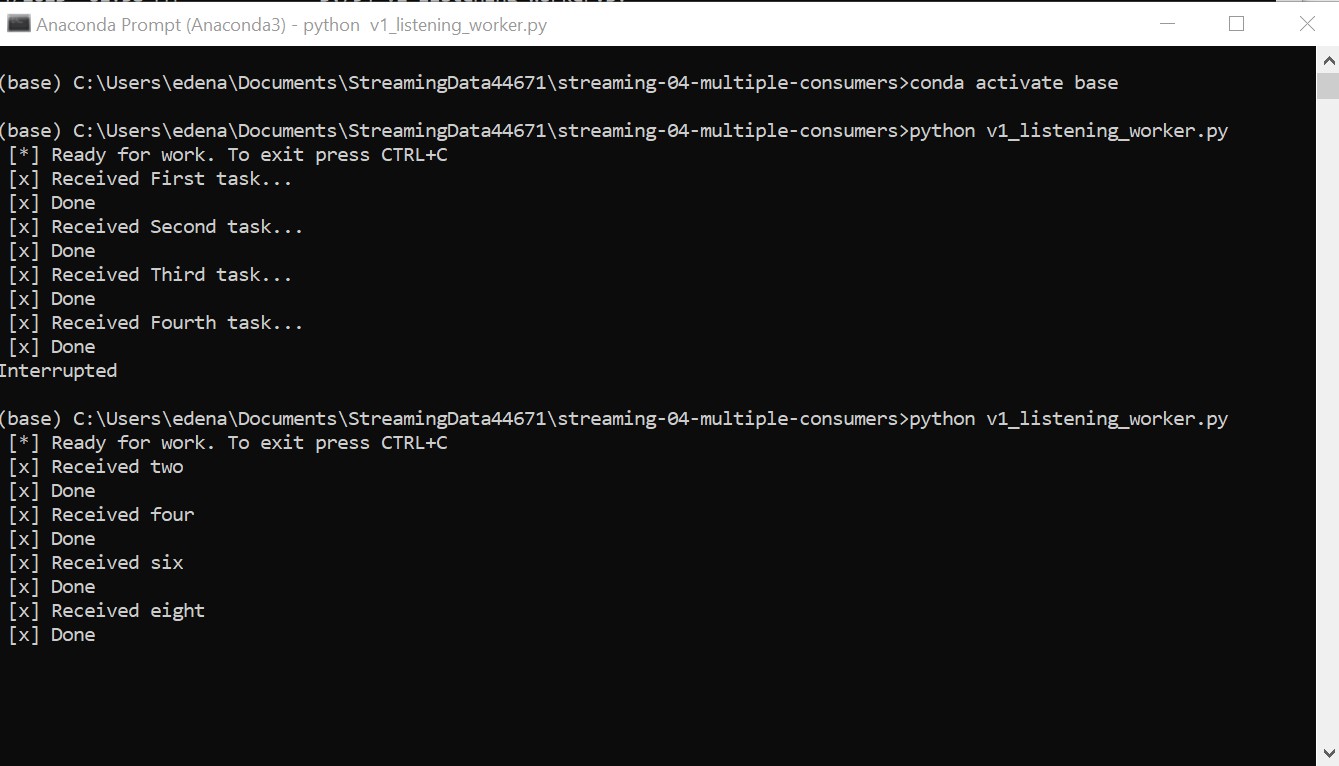 Anaconda Prompt (Anaconda3) - python  v1_listening_worker.py
(base) C:\Users\edena\Documents\StreamingData44671\streaming-04-multiple-consumers>conda activate base
(base) C:\Users\edena\Documents\StreamingData44671\streaming-04-multiple-consumers>python v1_listening_worker.py
[*] Ready for work. To exit press CTRL+C
[x] Received First task...
[x] Done
[x] Received Second task...
[x] Done
[x] Received Third task...
[x] Done
[x] Received Fourth task...
[x] Done
Interrupted
(base) C:\Users\edena\Documents\StreamingData44671\streaming-04-multiple-consumers>python v1_listening_worker.py
[*] Ready for work. To exit press CTRL+C
[x] Received two
[x] Done
[x] Received four
[x] Done
[x] Received six
[x] Done
[x] Received eight
[x] Done